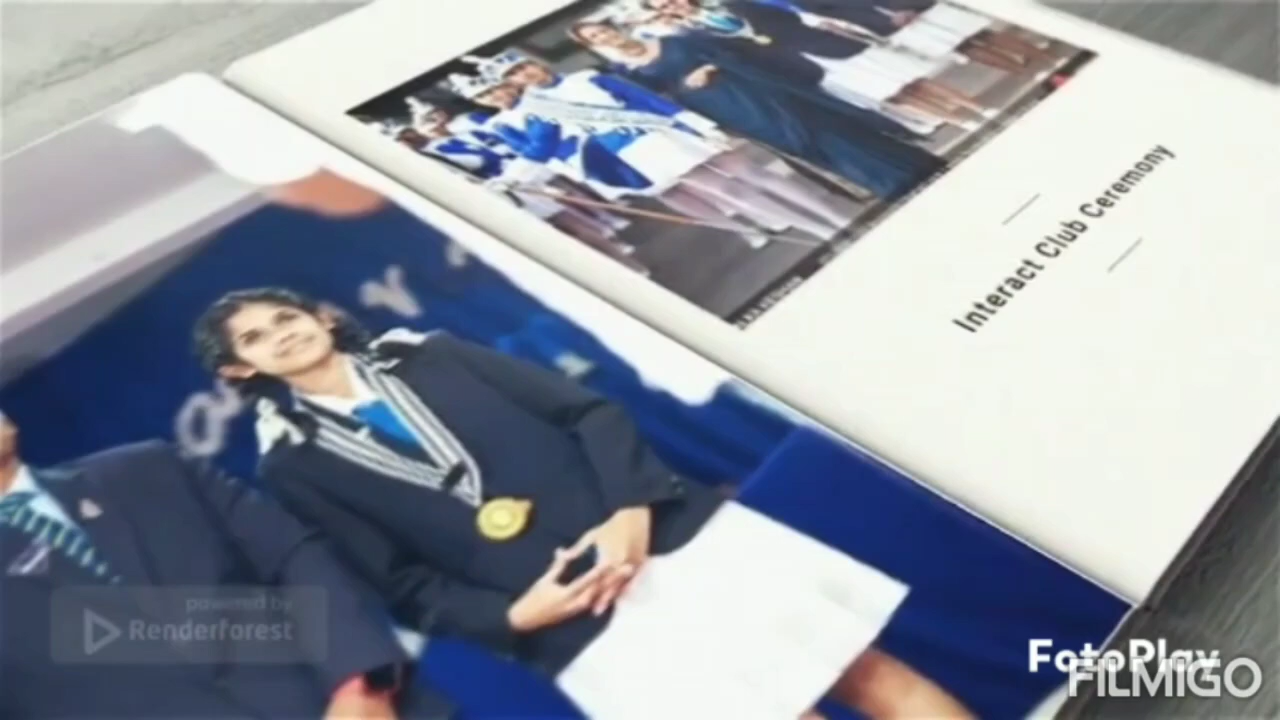 Interact Club Ceremony
powered by
Renderforest
FotoPlay
FILMIGO